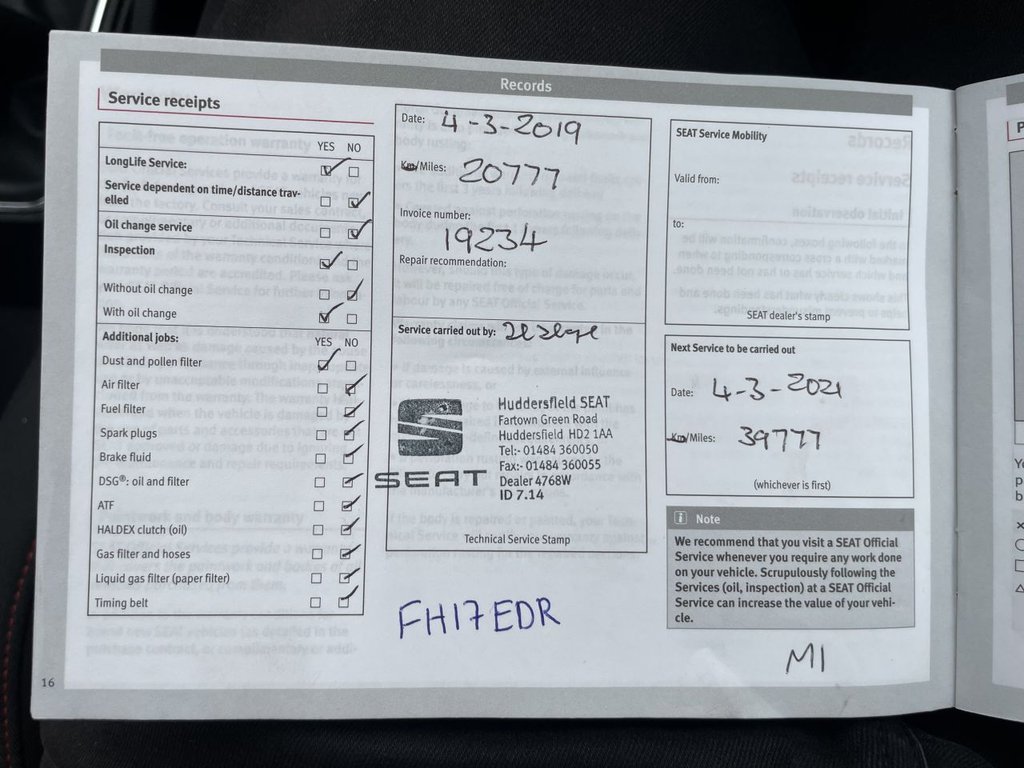 Records
Service receipts
YES NO
LongLife Service:
Service dependent on time/distance trav-
elled
Oil change service
Inspection
Without oil change
With oil change
Additional jobs: YES NO
Dust and pollen filter
Air filter
Fuel filter
Spark plugs
Brake fluid
DSG®: oil and filter
ATF
HALDEX clutch (oil)
Gas filter and hoses
Liquid gas filter (paper filter)
Timing belt
16
Date: 4-3-2019
Km/Miles: 20777
Invoice number:
19234
Repair recommendation:
Service carried out by:
SEAT
Huddersfield SEAT
Fartown Green Road
Huddersfield HD2 1AA
Tel:- 01484 360050
Fax:- 01484 360055
Dealer 4768W
ID 7.14
Technical Service Stamp
FH17EDR
SEAT Service Mobility
Valid from:
to:
SEAT dealer's stamp
Next Service to be carried out
Date: 4-3-2021
Km/Miles: 39777
(whichever is first)
i Note
We recommend that you visit a SEAT Official
Service whenever you require any work done
on your vehicle. Scrupulously following the
Services (oil, inspection) at a SEAT Official
Service can increase the value of your vehi-
cle.
M1